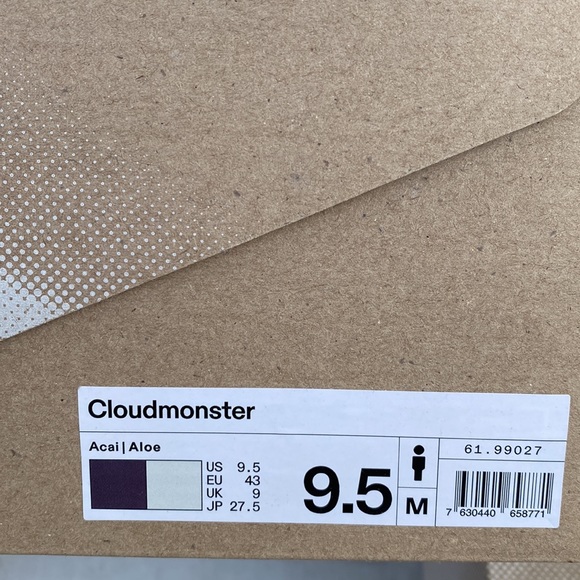 Cloudmonster
Acai | Aloe
US 9.5
EU 43
UK 9
JP 27.5
9.5
M
61.99027
7 630440 658771